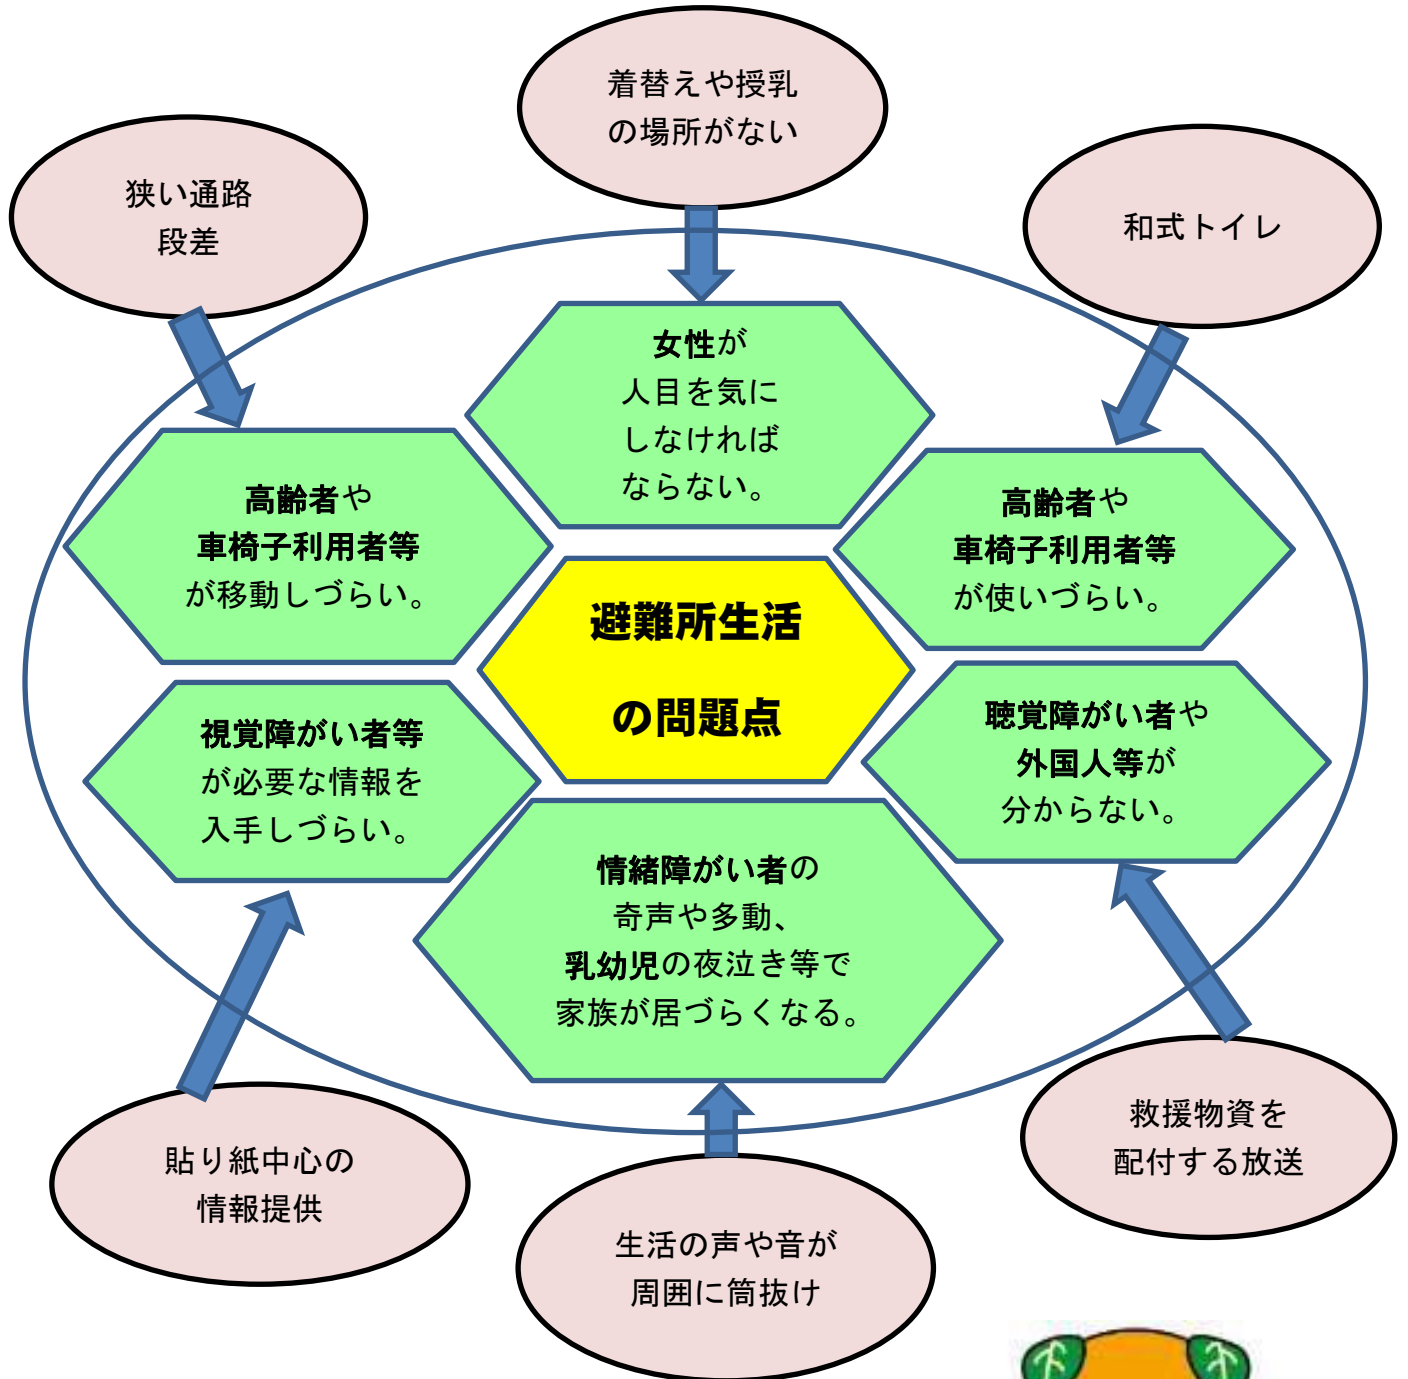 着替えや授乳
の場所がない
狭い通路
段差
和式トイレ
女性が
人目を気に
しなければ
ならない。
高齢者や
車椅子利用者等
が移動しづらい。
高齢者や
車椅子利用者等
が使いづらい。
避難所生活
の問題点
視覚障がい者等
が必要な情報を
入手しづらい。
聴覚障がい者や
外国人等が
分からない。
情緒障がい者の
奇声や多動、
乳幼児の夜泣き等で
家族が居づらくなる。
貼り紙中心の
情報提供
救援物資を
配付する放送
生活の声や音が
周囲に筒抜け